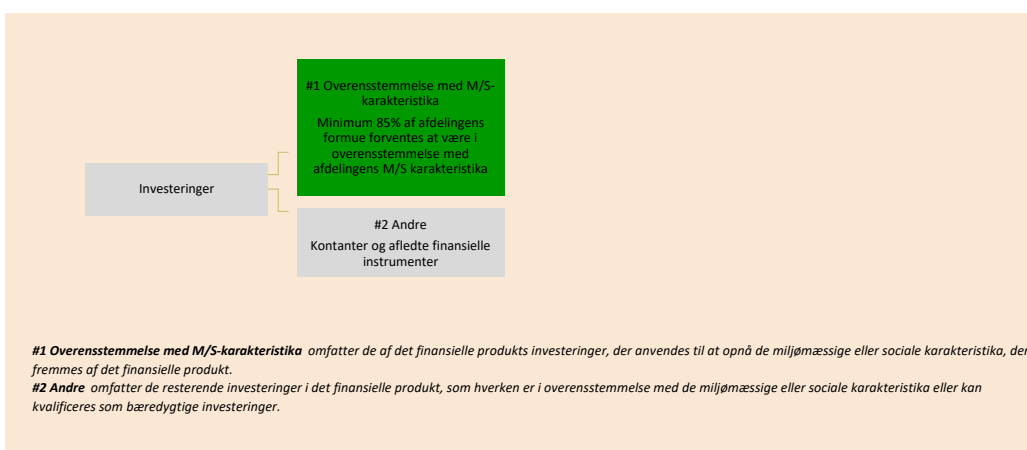 #1 Overensstemmelse med M/S-
karakteristika
Minimum 85% af afdelingens
formue forventes at være i
overensstemmelse med
afdelingens M/S karakteristika
Investeringer
#2 Andre
Kontanter og afledte finansielle
instrumenter
#1 Overensstemmelse med M/S-karakteristika omfatter de af det finansielle produkts investeringer, der anvendes til at opnå de miljømæssige eller sociale karakteristika, der
fremmes af det finansielle produkt.
#2 Andre omfatter de resterende investeringer i det finansielle produkt, som hverken er i overensstemmelse med de miljømæssige eller sociale karakteristika eller kan
kvalificeres som bæredygtige investeringer.